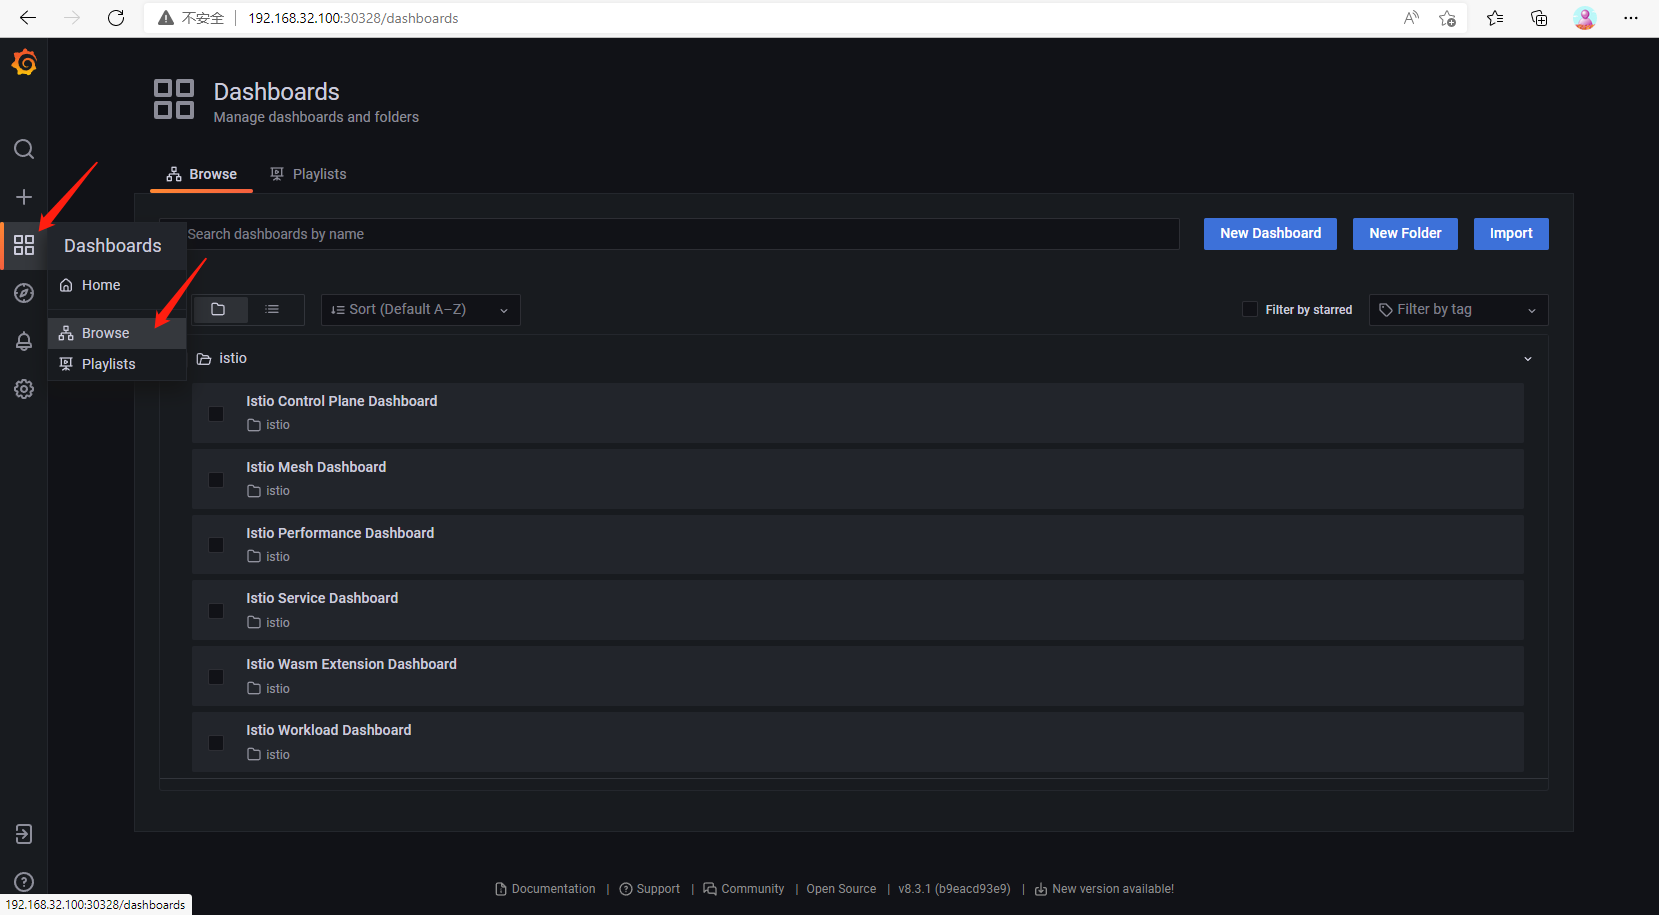 不安全 192.168.32.100:30328/dashboards
Dashboards
Manage dashboards and folders
Browse Playlists
Search dashboards by name New Dashboard New Folder Import
Dashboards
Home
Browse
Playlists
Sort (Default A–Z) Filter by starred Filter by tag
istio
Istio Control Plane Dashboard
istio
Istio Mesh Dashboard
istio
Istio Performance Dashboard
istio
Istio Service Dashboard
istio
Istio Wasm Extension Dashboard
istio
Istio Workload Dashboard
istio
Documentation | Support | Community | Open Source | v8.3.1 (b9eacd93e9) | New version available!
192.168.32.100:30328/dashboards